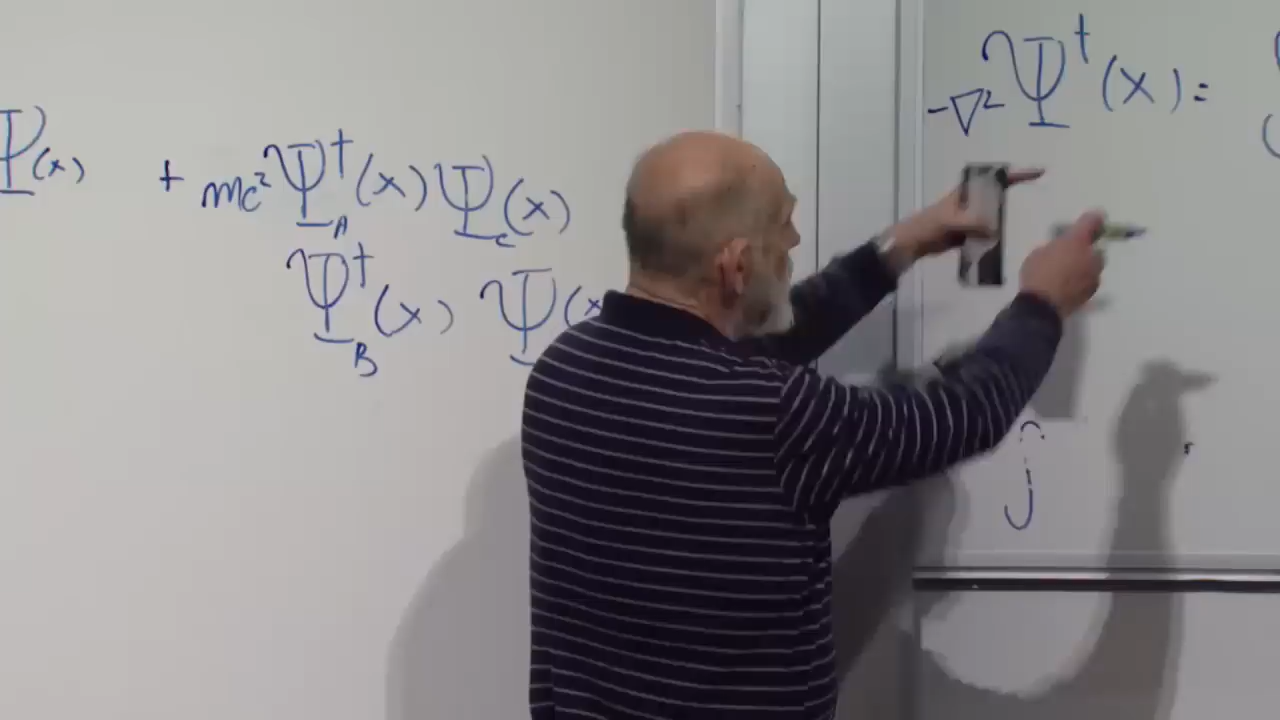 Ψ(x) + mc² Ψ†_A(x) Ψ_C(x)
Ψ†_B(x) Ψ(x
-∇² Ψ†(x) =
∫